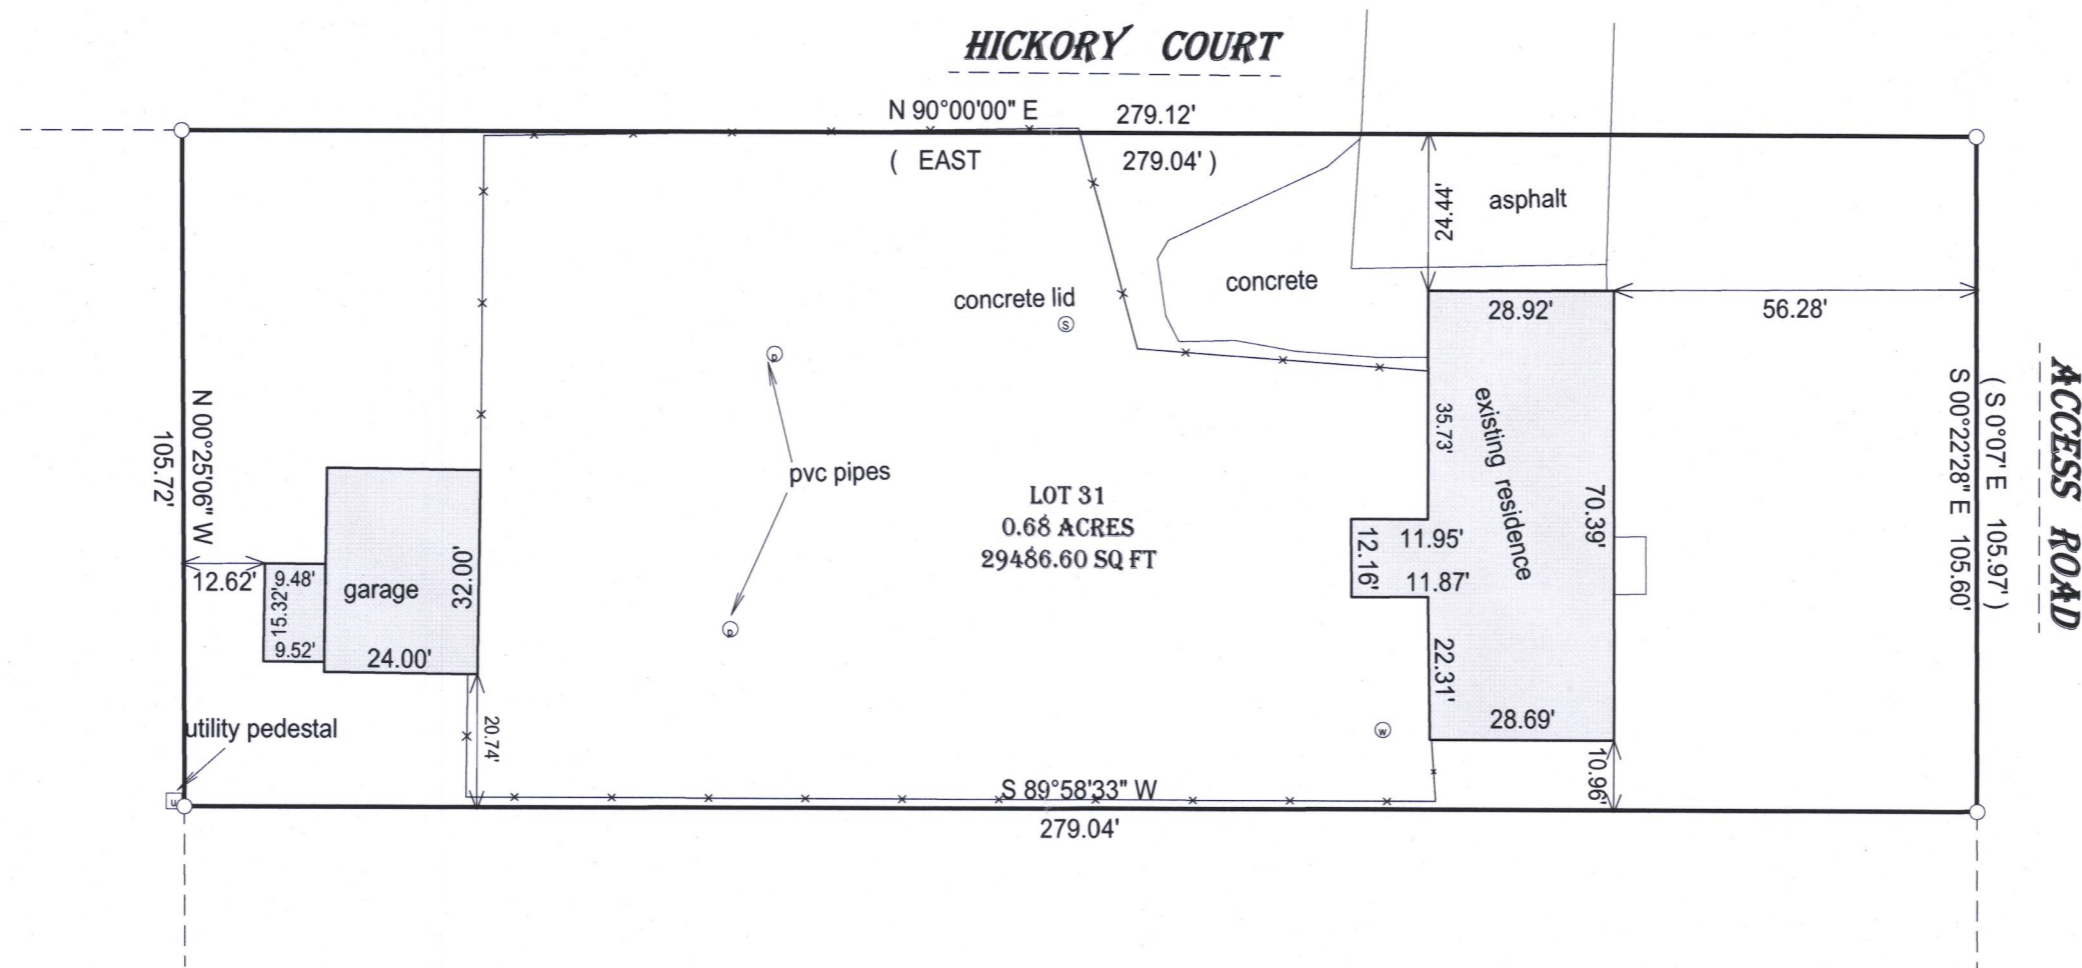 HICKORY COURT
N 90°00'00" E 279.12'
( EAST 279.04' )
24.44'
asphalt
concrete
concrete lid
S
28.92'
56.28'
p
pvc pipes
p
LOT 31
0.68 ACRES
29486.60 SQ FT
35.73'
existing residence
70.39'
11.95'
12.16'
11.87'
22.31'
28.69'
10.96'
W
N 00°25'06" W
105.72'
12.62'
9.48'
15.32'
9.52'
garage
32.00'
24.00'
20.74'
utility pedestal
u
S 89°58'33" W
279.04'
( S 0°07' E 105.97' )
S 00°22'28" E 105.60'
ACCESS ROAD